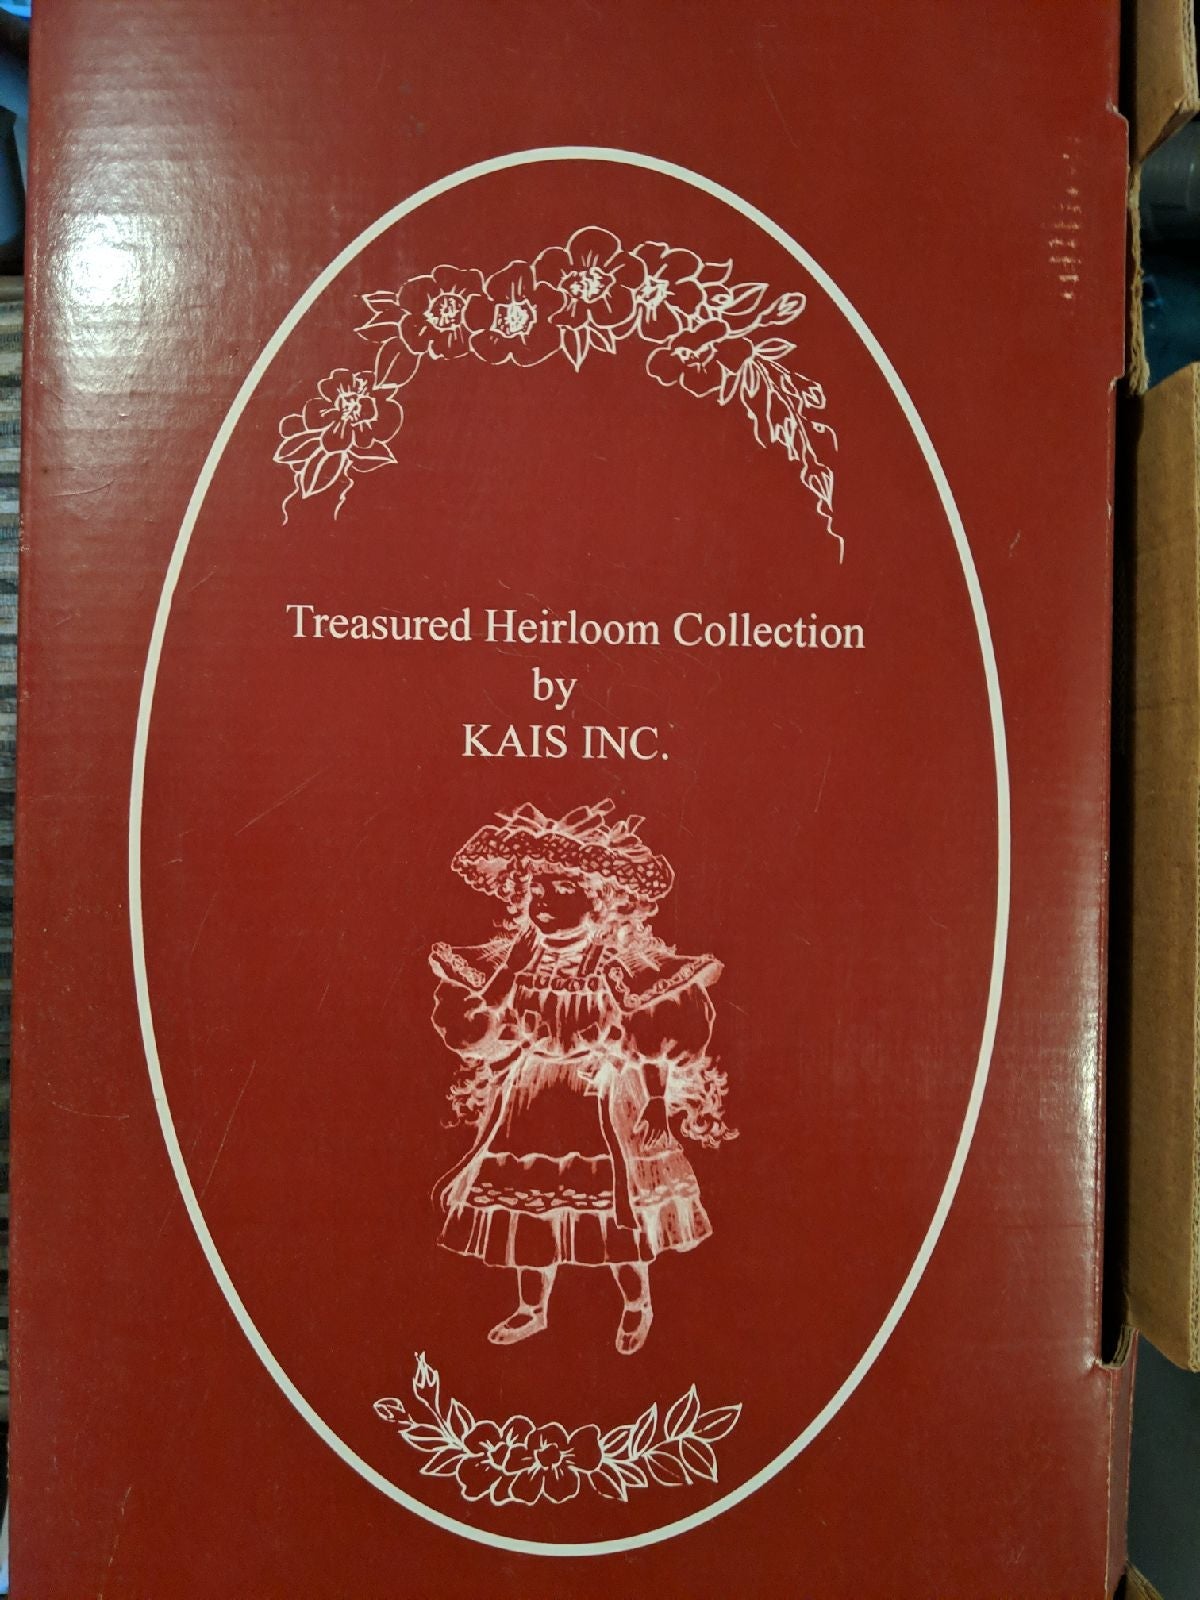 Treasured Heirloom Collection
by
KAIS INC.